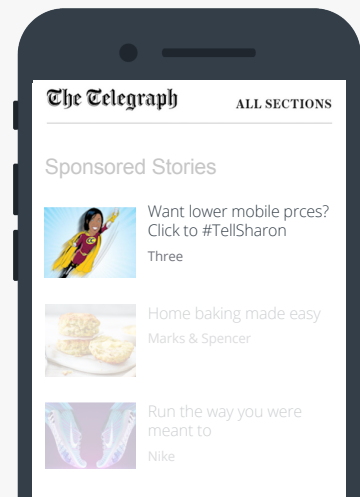 The Telegraph
ALL SECTIONS
Sponsored Stories
Want lower mobile prces?
Click to #TellSharon
Three
Home baking made easy
Marks & Spencer
Run the way you were
meant to
Nike